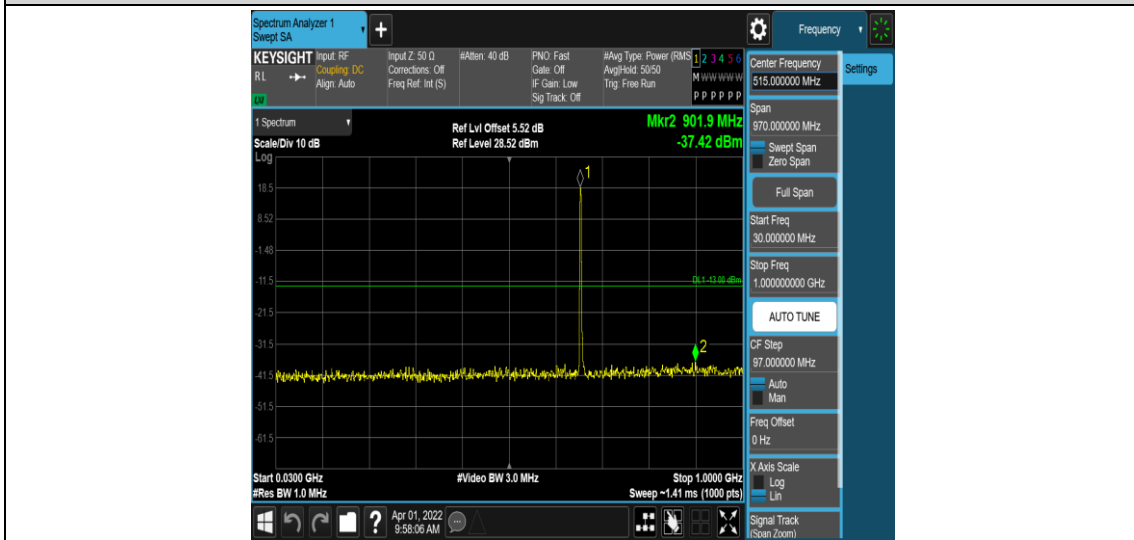 Spectrum Analyzer 1
Swept SA
+
Frequency
KEYSIGHT
RL
LXI
Input: RF
Coupling: DC
Align: Auto
Input Z: 50 Ω
Corrections: Off
Freq Ref: Int (S)
#Atten: 40 dB
PNO: Fast
Gate: Off
IF Gain: Low
Sig Track: Off
#Avg Type: Power (RMS
Avg|Hold: 50/50
Trig: Free Run
1 2 3 4 5 6
M W W W W W
P P P P P P
1 Spectrum
Scale/Div 10 dB
Log
Ref Lvl Offset 5.52 dB
Ref Level 28.52 dBm
Mkr2 901.9 MHz
-37.42 dBm
1
18.5
8.52
-1.48
-11.5
DL1 -13.00 dBm
-21.5
-31.5
2
-41.5
-51.5
-61.5
Start 0.0300 GHz
#Res BW 1.0 MHz
#Video BW 3.0 MHz
Stop 1.0000 GHz
Sweep ~1.41 ms (1000 pts)
?
Apr 01, 2022
9:58:06 AM
Center Frequency
515.000000 MHz
Settings
Span
970.000000 MHz
Swept Span
Zero Span
Full Span
Start Freq
30.000000 MHz
Stop Freq
1.000000000 GHz
AUTO TUNE
CF Step
97.000000 MHz
Auto
Man
Freq Offset
0 Hz
X Axis Scale
Log
Lin
Signal Track
(Span Zoom)